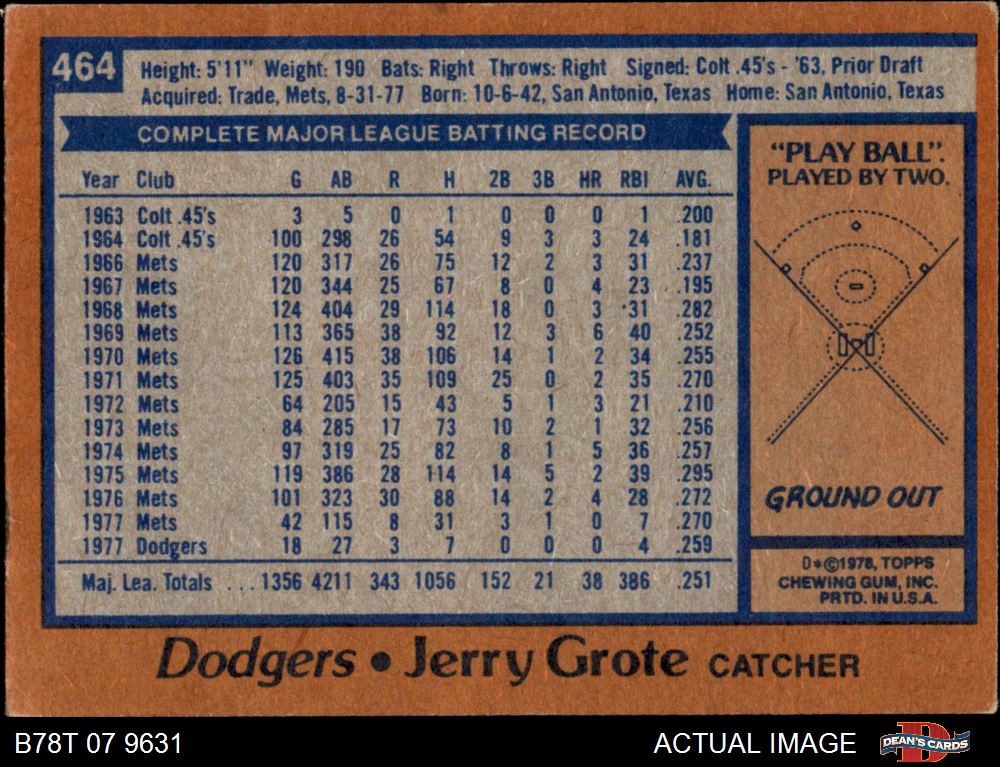 464
Height: 5'11" Weight: 190 Bats: Right Throws: Right Signed: Colt .45's - '63, Prior Draft
Acquired: Trade, Mets, 8-31-77 Born: 10-6-42, San Antonio, Texas Home: San Antonio, Texas
COMPLETE MAJOR LEAGUE BATTING RECORD
Year Club G AB R H 2B 3B HR RBI AVG.
1963 Colt .45's 3 5 0 1 0 0 0 1 .200
1964 Colt .45's 100 298 26 54 9 3 3 24 .181
1966 Mets 120 317 26 75 12 2 3 31 .237
1967 Mets 120 344 25 67 8 0 4 23 .195
1968 Mets 124 404 29 114 18 0 3 31 .282
1969 Mets 113 365 38 92 12 3 6 40 .252
1970 Mets 126 415 38 106 14 1 2 34 .255
1971 Mets 125 403 35 109 25 0 2 35 .270
1972 Mets 64 205 15 43 5 1 3 21 .210
1973 Mets 84 285 17 73 10 2 1 32 .256
1974 Mets 97 319 25 82 8 1 5 36 .257
1975 Mets 119 386 28 114 14 5 2 39 .295
1976 Mets 101 323 30 88 14 2 4 28 .272
1977 Mets 42 115 8 31 3 1 0 7 .270
1977 Dodgers 18 27 3 7 0 0 0 4 .259
Maj. Lea. Totals ... 1356 4211 343 1056 152 21 38 386 .251
"PLAY BALL".
PLAYED BY TWO.
GROUND OUT
D*©1978, TOPPS
CHEWING GUM, INC.
PRTD. IN U.S.A.
Dodgers • Jerry Grote CATCHER
B78T 07 9631
ACTUAL IMAGE
D
DEAN'S CARDS